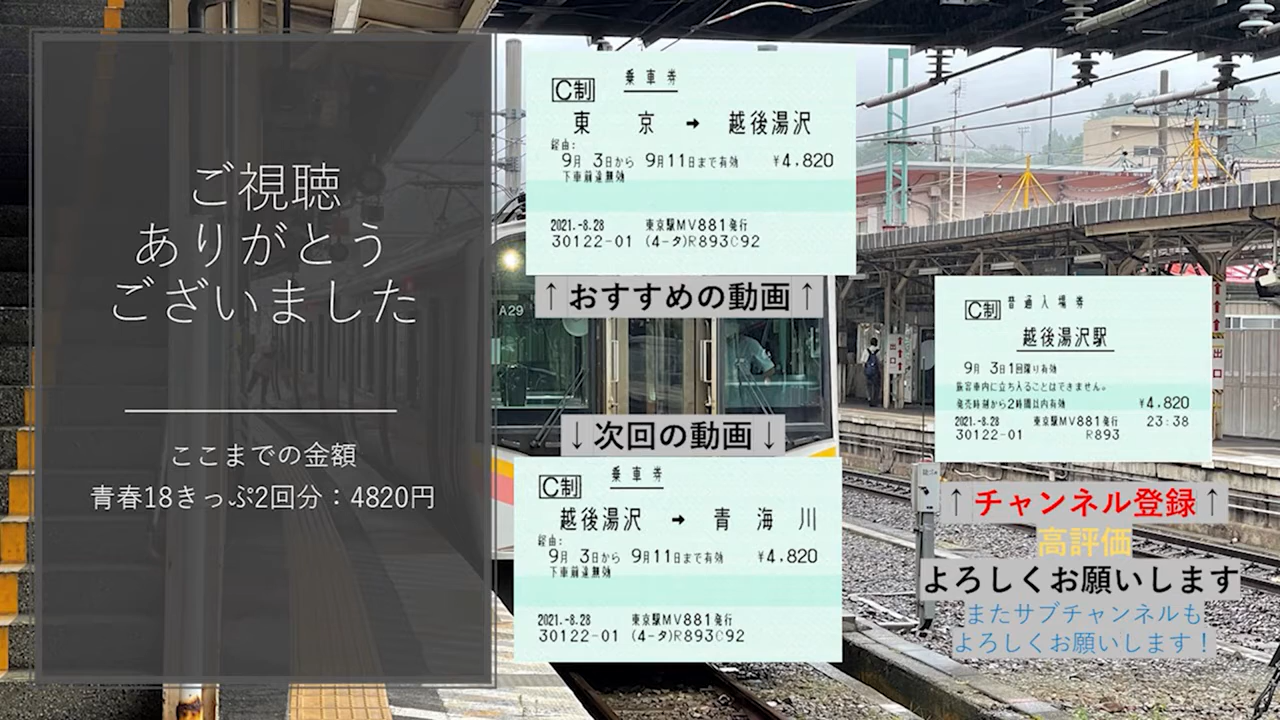 ご視聴
ありがとう
ございました
ここまでの金額
青春18きっぷ2回分：4820円
C制 乗車券
東京 → 越後湯沢
経由:
9月 3日から 9月11日まで有効 ¥4,820
下車前途無効
2021.-8.28 東京駅MV881発行
30122-01 (4-タ)R893C92
↑おすすめの動画↑
A29
↓次回の動画↓
C制 乗車券
越後湯沢 → 青海川
経由:
9月 3日から 9月11日まで有効 ¥4,820
下車前途無効
2021.-8.28 東京駅MV881発行
30122-01 (4-タ)R893C92
C制 普通入場券
越後湯沢駅
9月 3日1回限り有効
旅客車内に立ち入ることはできません。
発売時刻から2時間以内有効 ¥4,820
2021.-8.28 東京駅MV881発行 23:38
30122-01 R893
出口
↑チャンネル登録↑
高評価
よろしくお願いします
またサブチャンネルも
よろしくお願いします！